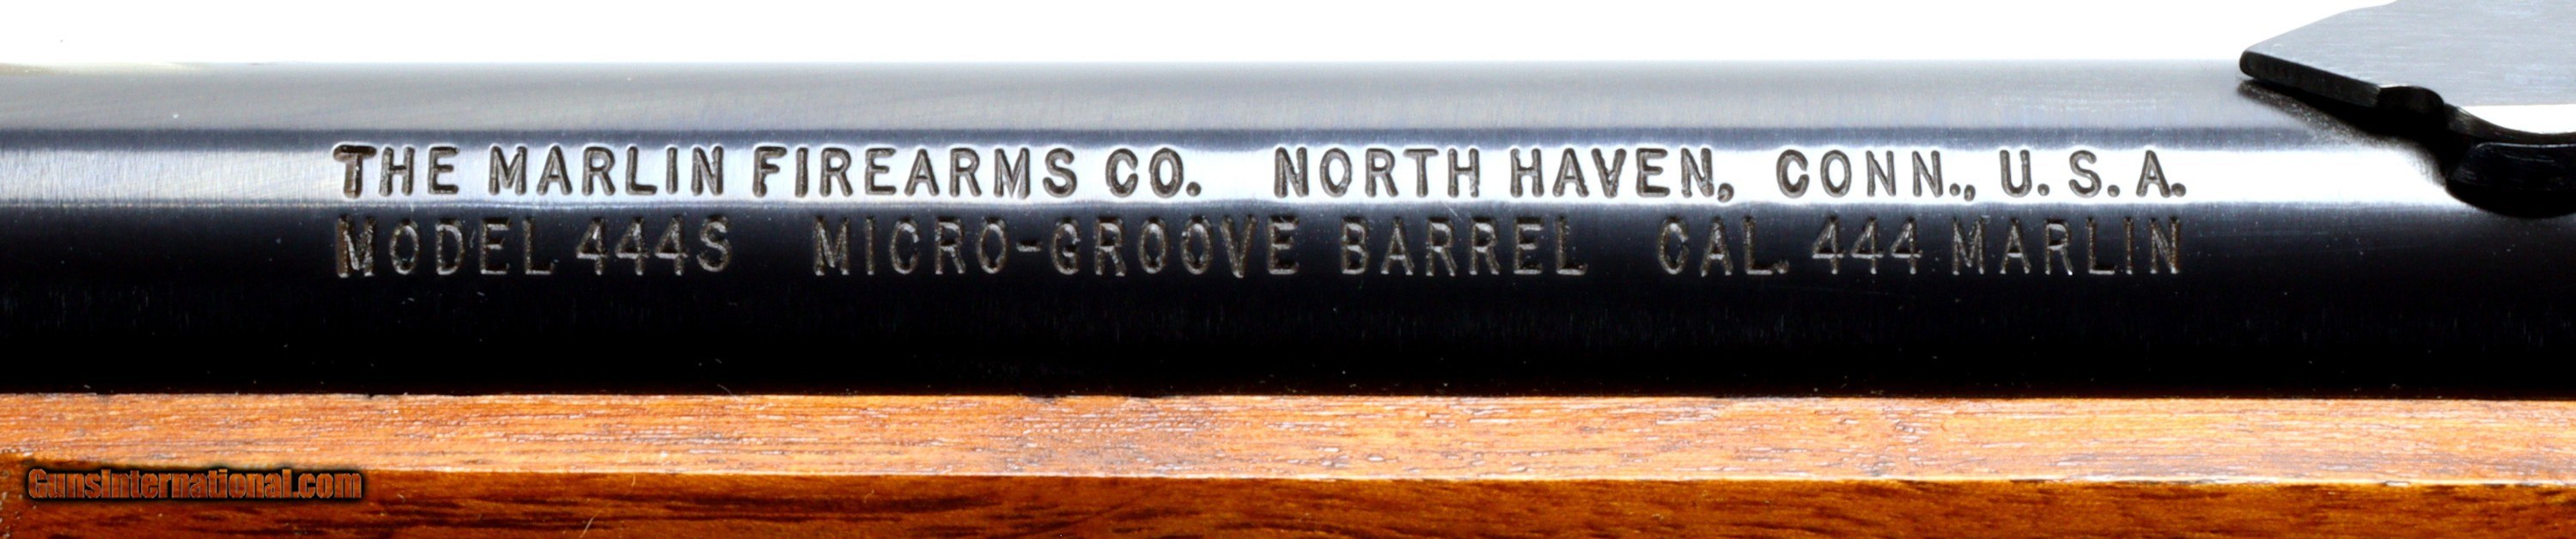 THE MARLIN FIREARMS CO. NORTH HAVEN, CONN., U.S.A.
MODEL 444S MICRO-GROOVE BARREL CAL. 444 MARLIN
GunsInternational.com